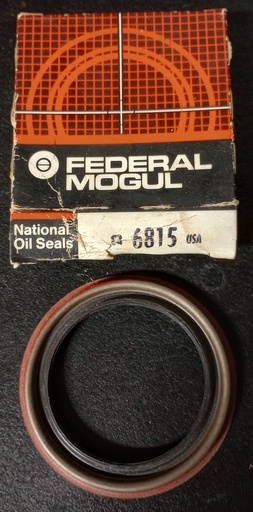 FEDERAL
MOGUL
National
Oil Seals
6815 USA